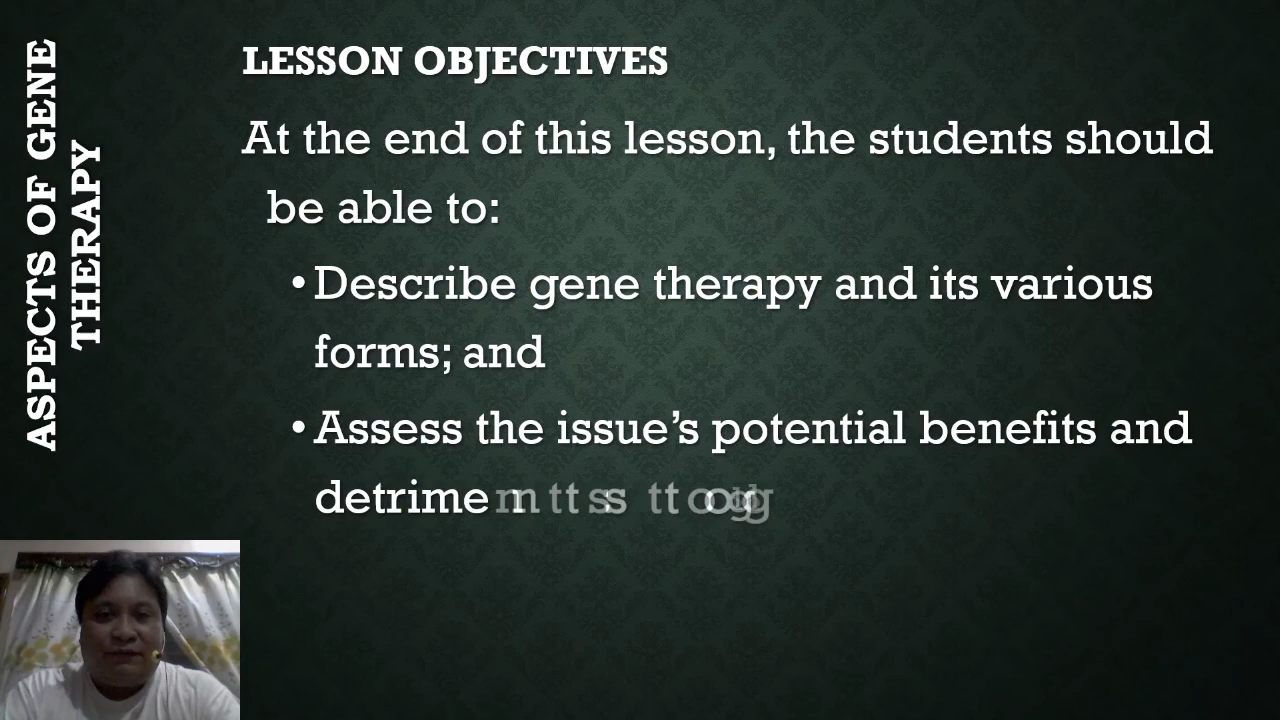 ASPECTS OF GENE
THERAPY
LESSON OBJECTIVES
At the end of this lesson, the students should
be able to:
•Describe gene therapy and its various
forms; and
•Assess the issue’s potential benefits and